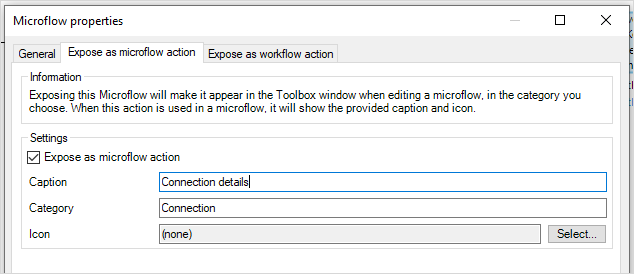 Microflow properties
General
Expose as microflow action
Expose as workflow action
Information
Exposing this Microflow will make it appear in the Toolbox window when editing a microflow, in the category you
choose. When this action is used in a microflow, it will show the provided caption and icon.
Settings
Expose as microflow action
Caption
Connection details
Category
Connection
Icon
(none)
Select...